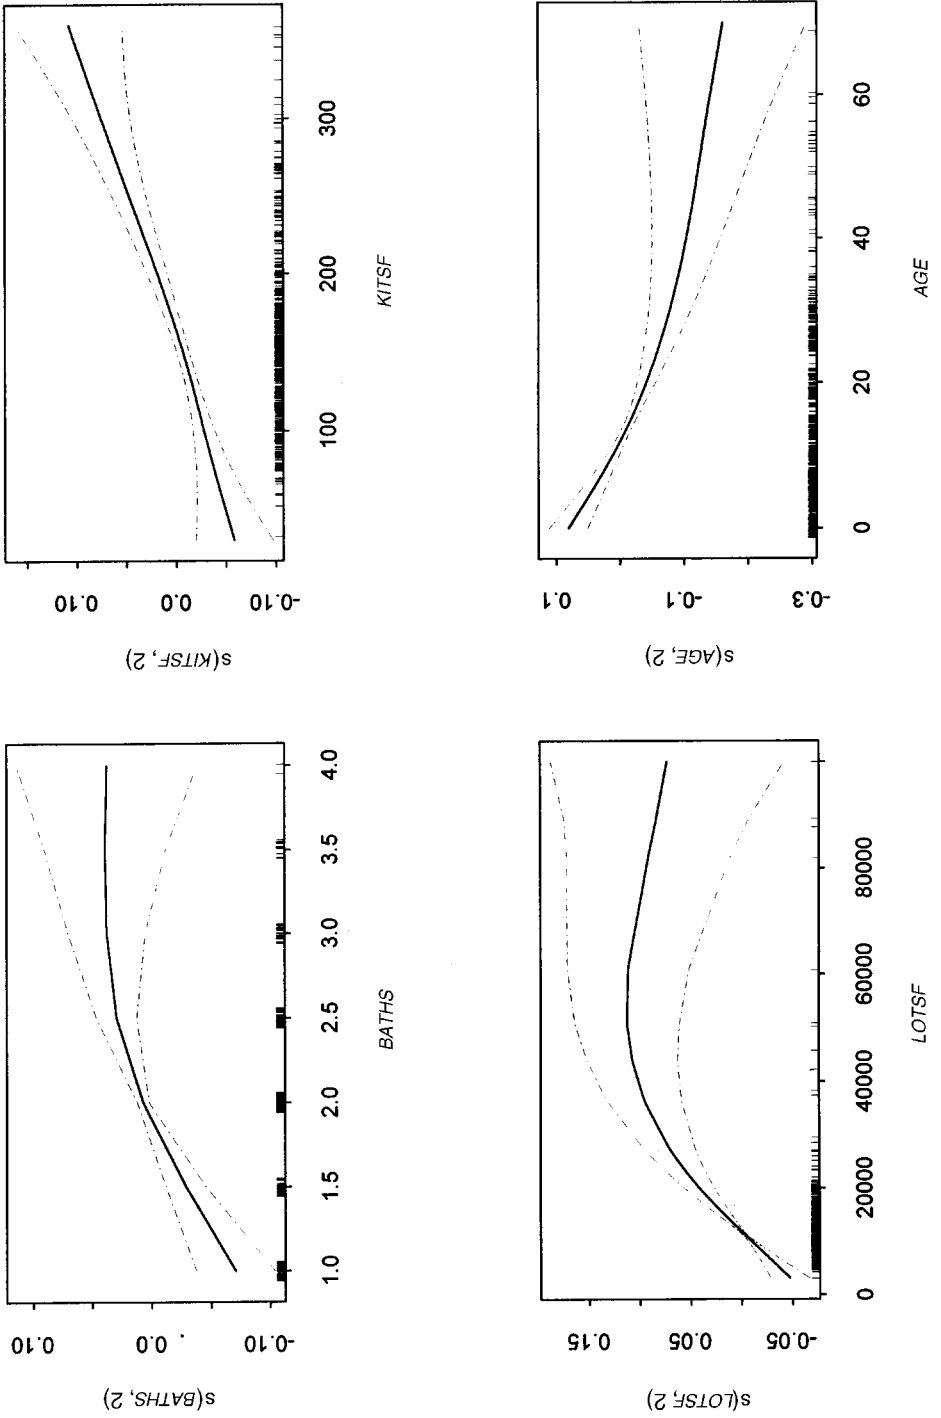 s(BATHS, 2)
0.10
0.0
-0.10
1.0 1.5 2.0 2.5 3.0 3.5 4.0
BATHS
s(KITSF, 2)
0.10
0.0
-0.10
100 200 300
KITSF
s(LOTSF, 2)
0.15
0.05
-0.05
0 20000 40000 60000 80000
LOTSF
s(AGE, 2)
0.1
-0.1
-0.3
0 20 40 60
AGE